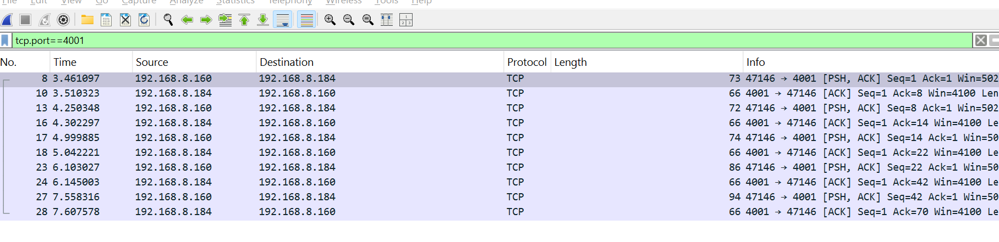 File Edit View Go Capture Analyze Statistics Telephony Wireless Tools Help
tcp.port==4001
No. Time Source Destination Protocol Length Info
8 3.461097 192.168.8.160 192.168.8.184 TCP 73 47146 → 4001 [PSH, ACK] Seq=1 Ack=1 Win=502
10 3.510323 192.168.8.184 192.168.8.160 TCP 66 4001 → 47146 [ACK] Seq=1 Ack=8 Win=4100 Len
13 4.250348 192.168.8.160 192.168.8.184 TCP 72 47146 → 4001 [PSH, ACK] Seq=8 Ack=1 Win=502
16 4.302297 192.168.8.184 192.168.8.160 TCP 66 4001 → 47146 [ACK] Seq=1 Ack=14 Win=4100 Le
17 4.999885 192.168.8.160 192.168.8.184 TCP 74 47146 → 4001 [PSH, ACK] Seq=14 Ack=1 Win=50
18 5.042221 192.168.8.184 192.168.8.160 TCP 66 4001 → 47146 [ACK] Seq=1 Ack=22 Win=4100 Le
23 6.103027 192.168.8.160 192.168.8.184 TCP 86 47146 → 4001 [PSH, ACK] Seq=22 Ack=1 Win=50
24 6.145003 192.168.8.184 192.168.8.160 TCP 66 4001 → 47146 [ACK] Seq=1 Ack=42 Win=4100 Le
27 7.558316 192.168.8.160 192.168.8.184 TCP 94 47146 → 4001 [PSH, ACK] Seq=42 Ack=1 Win=50
28 7.607578 192.168.8.184 192.168.8.160 TCP 66 4001 → 47146 [ACK] Seq=1 Ack=70 Win=4100 Le